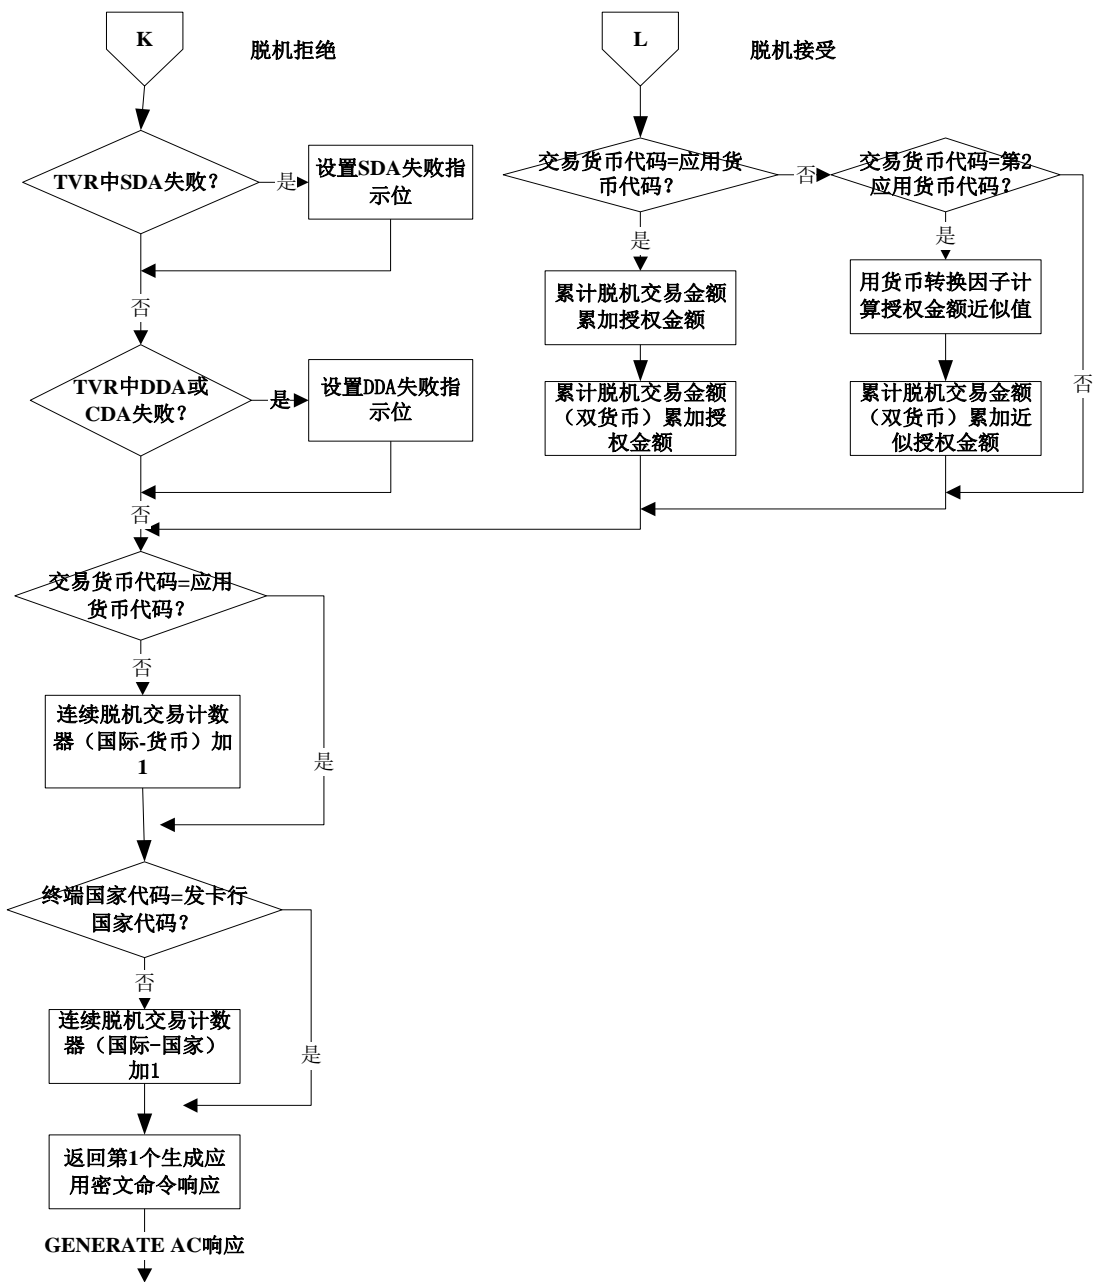 K
脱机拒绝
TVR中SDA失败？
是
设置SDA失败指
示位
否
TVR中DDA或
CDA失败？
是
设置DDA失败指
示位
否
L
脱机接受
交易货币代码=应用货
币代码？
否
交易货币代码=第2
应用货币代码？
是
是
累计脱机交易金额
累加授权金额
用货币转换因子计
算授权金额近似值
累计脱机交易金额
（双货币）累加授
权金额
累计脱机交易金额
（双货币）累加近
似授权金额
否
交易货币代码=应用
货币代码？
否
连续脱机交易计数
器（国际-货币）加
1
是
终端国家代码=发卡行
国家代码？
否
连续脱机交易计数
器（国际-国家）
加1
是
返回第1个生成应
用密文命令响应
GENERATE AC响应